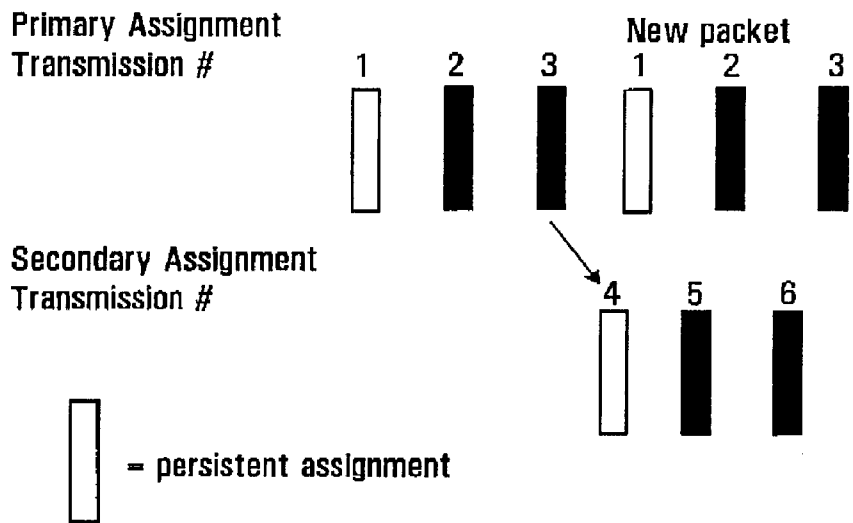 Primary Assignment
New packet
Transmission # 1 2 3 1 2 3
Secondary Assignment
Transmission # 4 5 6
= persistent assignment